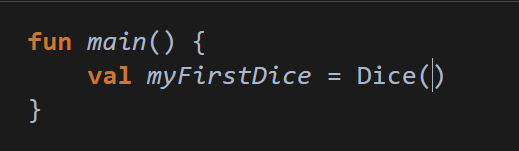 fun main() {
    val myFirstDice = Dice()
}